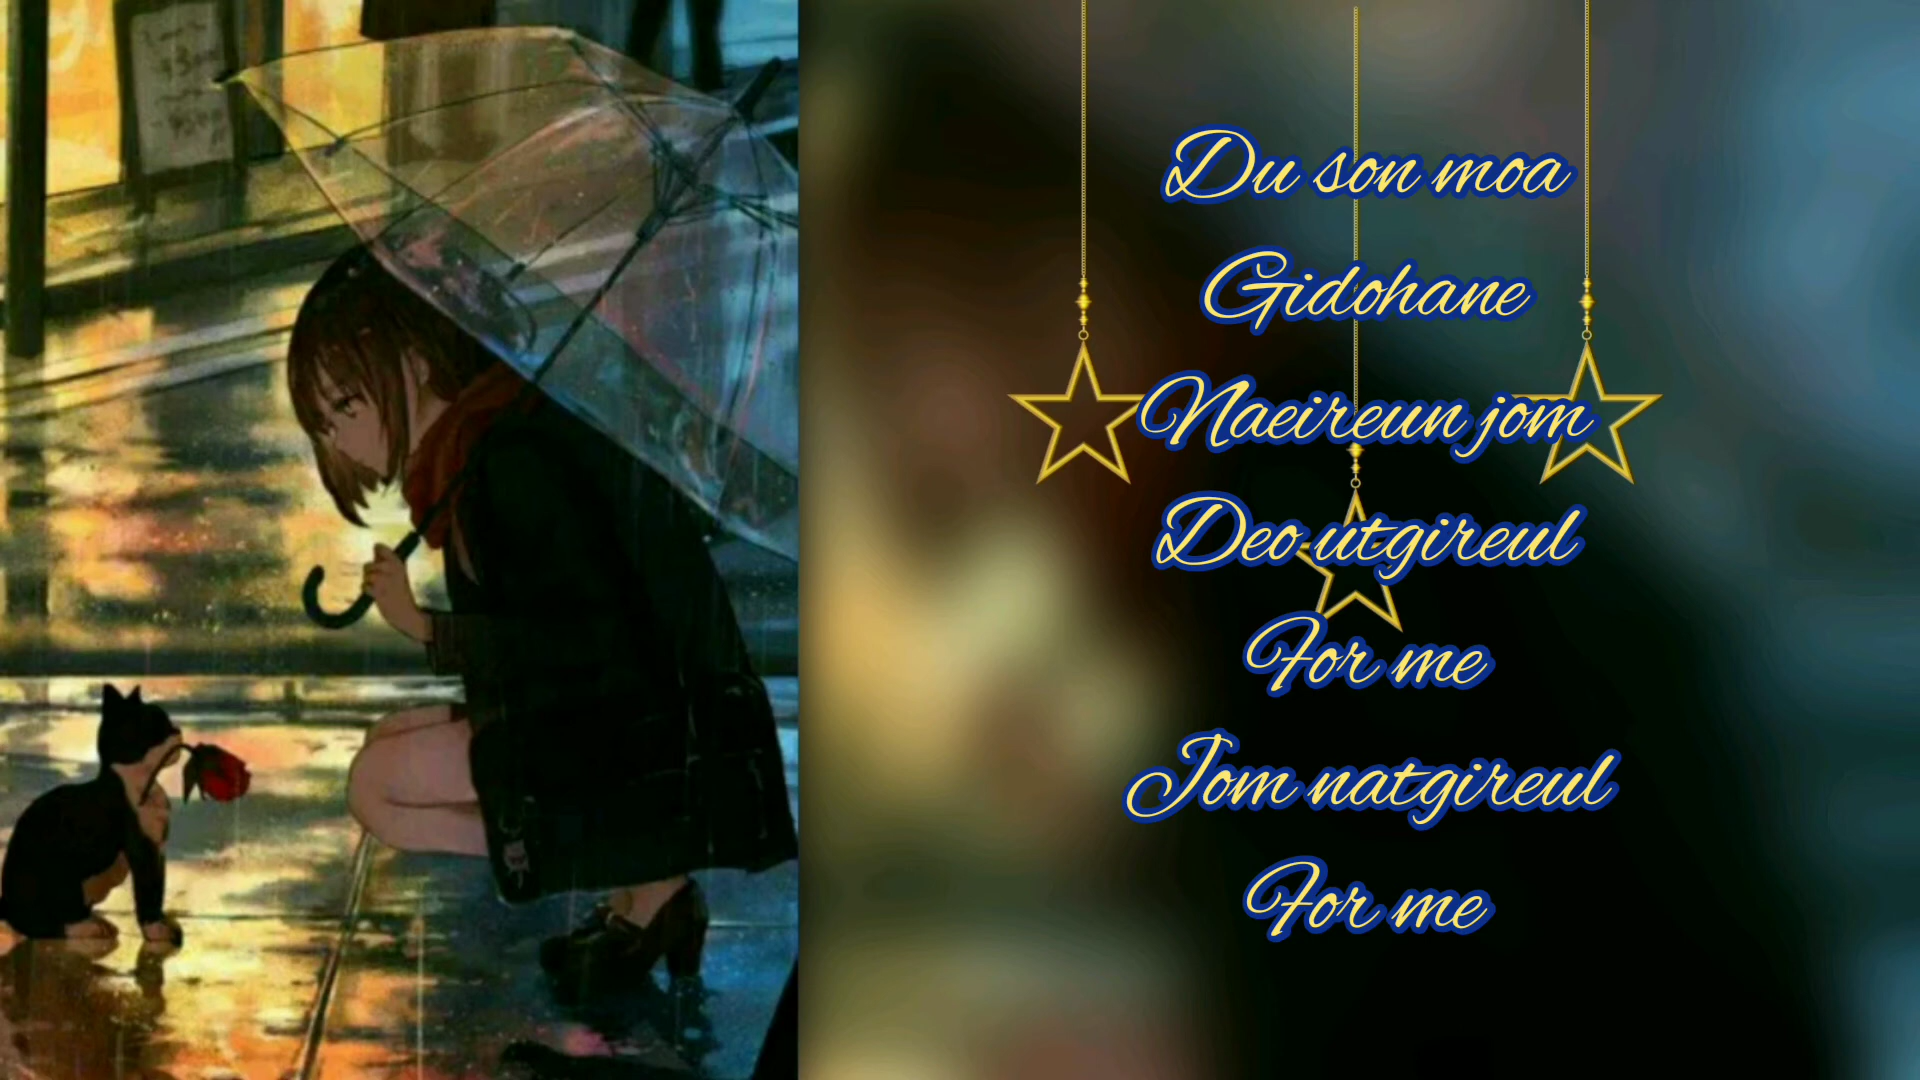 Du son moa
Gidohane
Naeireun jom
Deo utgireul
For me
Jom natgireul
For me